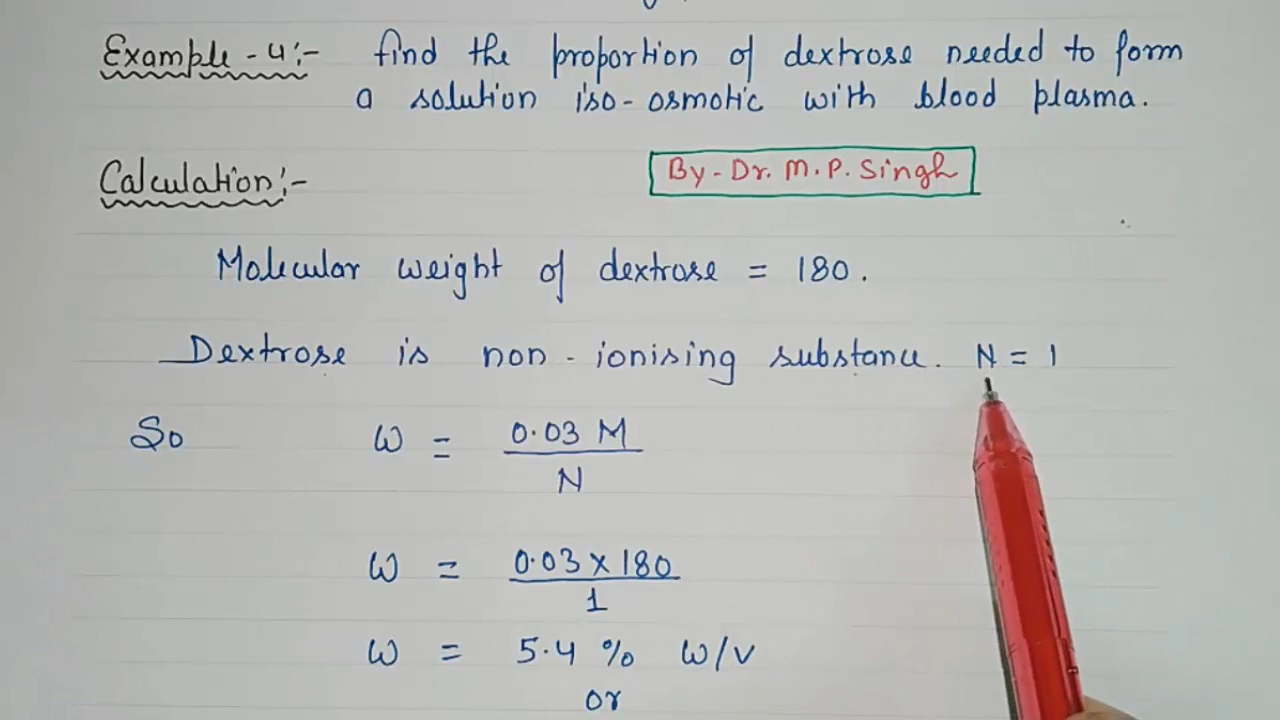 Example-4:- find the proportion of dextrose needed to form
a solution iso-osmotic with blood plasma.
Calculation:-
By-Dr. M.P. Singh
Molecular weight of dextrose = 180.
Dextrose is non-ionising substance. N = 1
So W = 0.03 M
N
W = 0.03 x 180
1
W = 5.4 % W/V
or